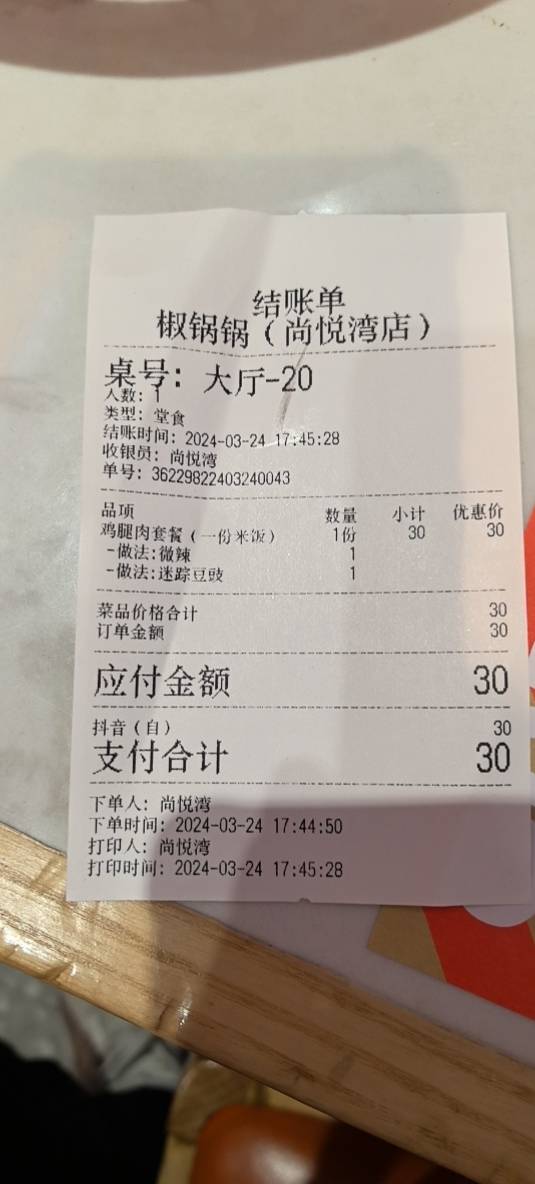 结账单
椒锅锅（尚悦湾店）
桌号: 大厅-20
人数: 1
类型: 堂食
结账时间: 2024-03-24 17:45:28
收银员: 尚悦湾
单号: 36229822403240043
品项 数量 小计 优惠价
鸡腿肉套餐（一份米饭） 1份 30 30
-做法:微辣 1
-做法:迷踪豆豉 1
菜品价格合计 30
订单金额 30
应付金额 30
抖音（自） 30
支付合计 30
下单人: 尚悦湾
下单时间: 2024-03-24 17:44:50
打印人: 尚悦湾
打印时间: 2024-03-24 17:45:28